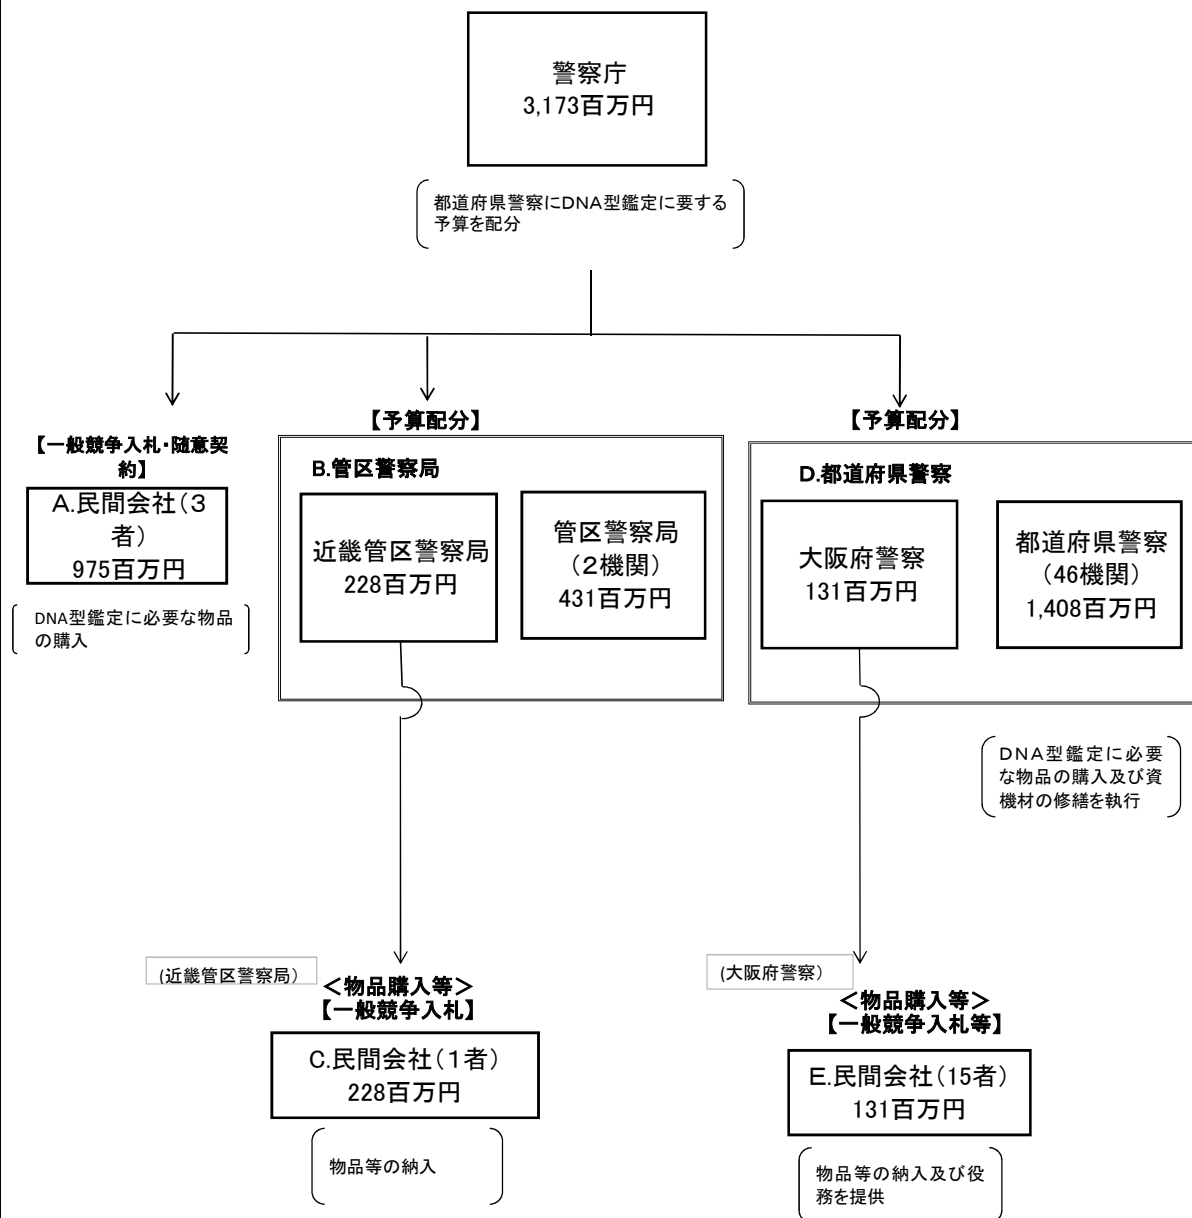 警察庁
3,173百万円
都道府県警察にDNA型鑑定に要する
予算を配分
【一般競争入札・随意契
約】
A.民間会社（3
者）
975百万円
DNA型鑑定に必要な物品
の購入
【予算配分】
B.管区警察局
近畿管区警察局
228百万円
管区警察局
（２機関）
431百万円
【予算配分】
D.都道府県警察
大阪府警察
131百万円
都道府県警察
（46機関）
1,408百万円
DNA型鑑定に必要
な物品の購入及び資
機材の修繕を執行
(近畿管区警察局）
＜物品購入等＞
【一般競争入札】
C.民間会社（１者）
228百万円
物品等の納入
(大阪府警察）
＜物品購入等＞
【一般競争入札等】
E.民間会社（15者）
131百万円
物品等の納入及び役
務を提供